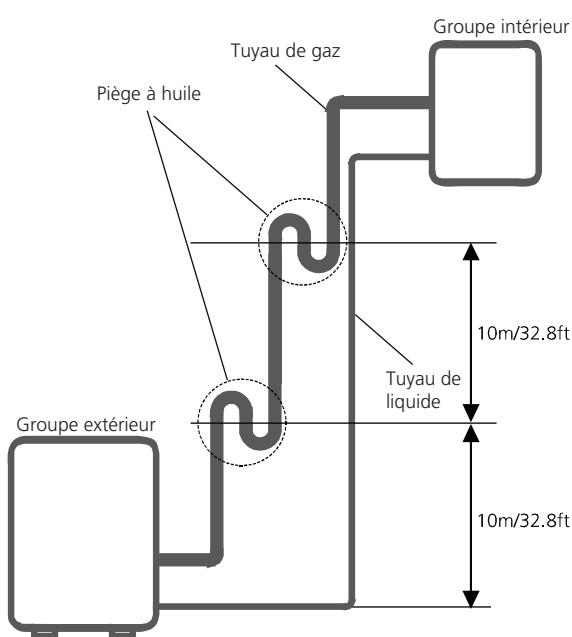 Groupe intérieur
Tuyau de gaz
Piège à huile
10m/32.8ft
Tuyau de
liquide
Groupe extérieur
10m/32.8ft